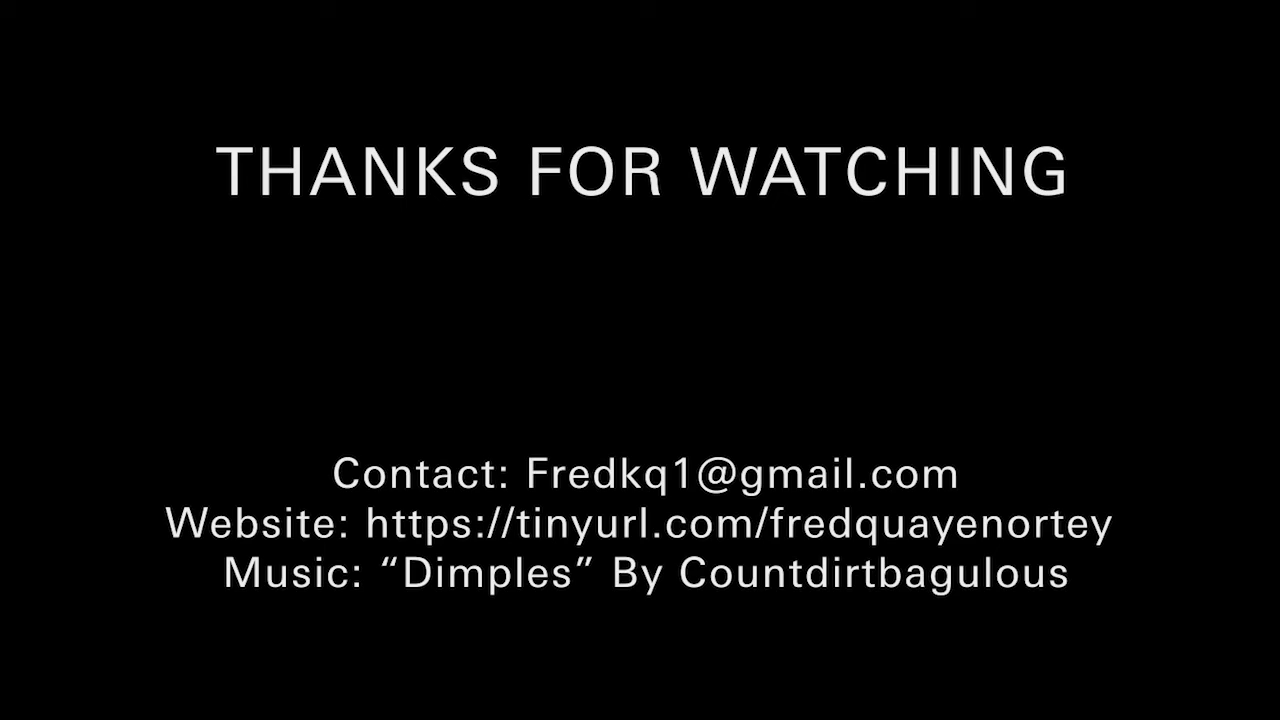 THANKS FOR WATCHING
Contact: Fredkq1@gmail.com
Website: https://tinyurl.com/fredquayenortey
Music: “Dimples” By Countdirtbagulous